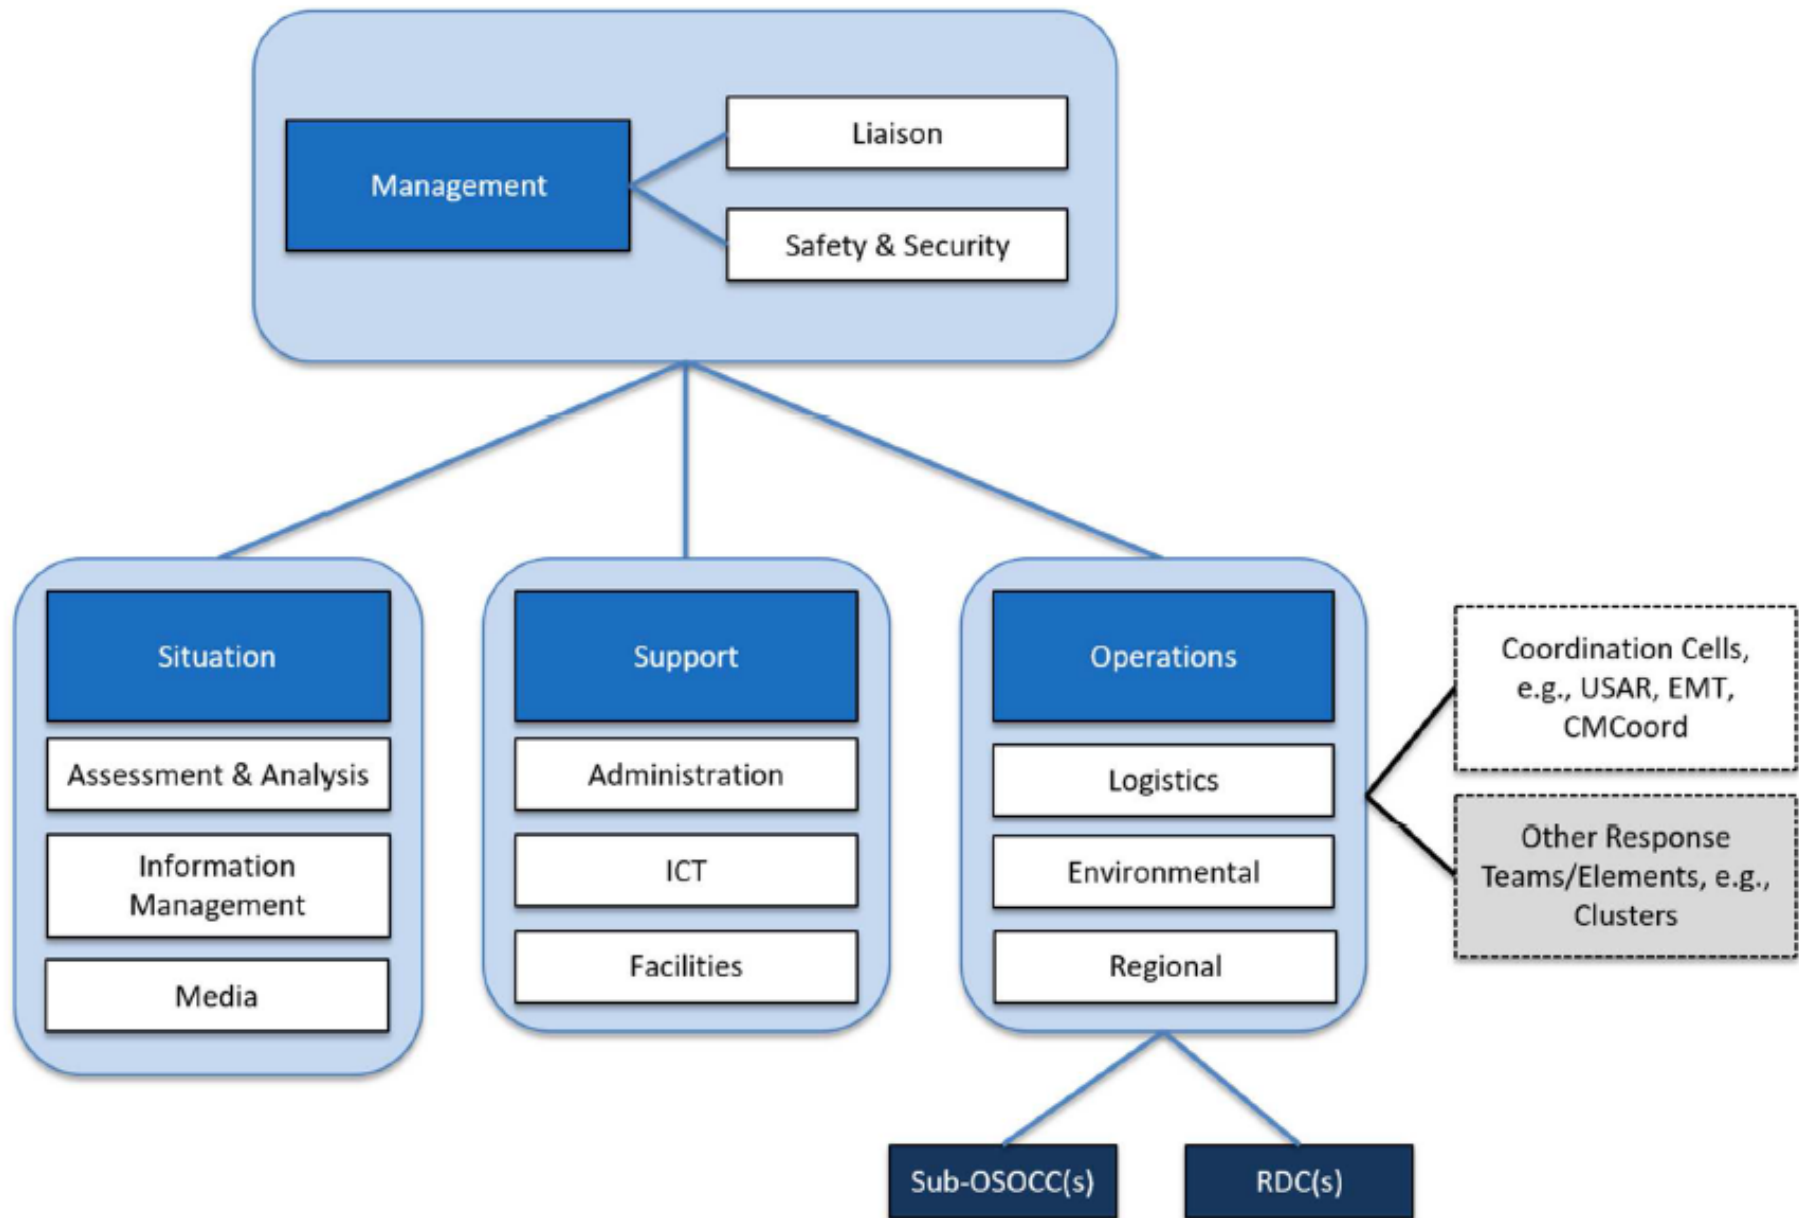 Management
Liaison
Safety & Security
Situation
Assessment & Analysis
Information
Management
Media
Support
Administration
ICT
Facilities
Operations
Logistics
Environmental
Regional
Coordination Cells,
e.g., USAR, EMT,
CMCoord
Other Response
Teams/Elements, e.g.,
Clusters
Sub-OSOCC(s)
RDC(s)